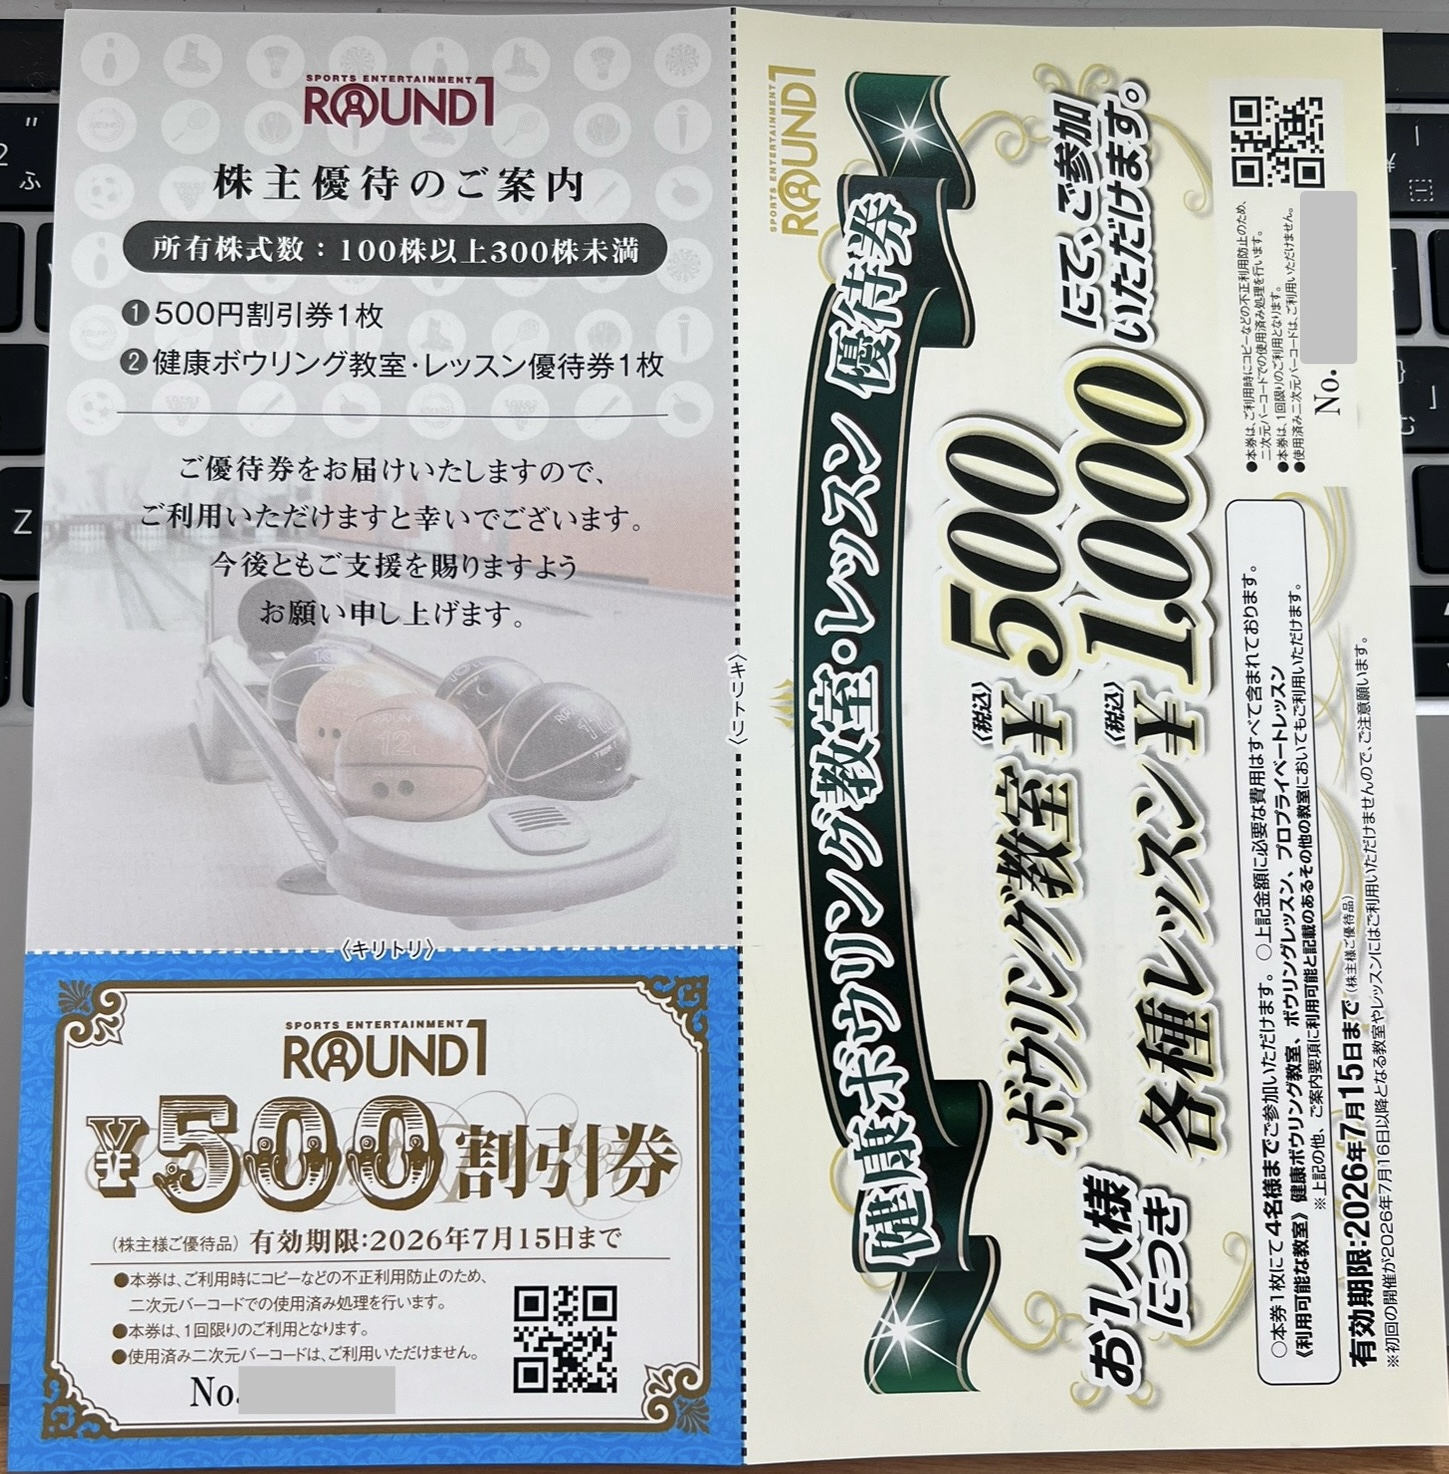 SPORTS ENTERTAINMENT
ROUND1
株主優待のご案内
所有株式数：100株以上300株未満
❶500円割引券1枚
❷健康ボウリング教室・レッスン優待券1枚
ご優待券をお届けいたしますので、
ご利用いただけますと幸いでございます。
今後ともご支援を賜りますよう
お願い申し上げます。
〈キリトリ〉
SPORTS ENTERTAINMENT
ROUND1
¥500割引券
(株主様ご優待品) 有効期限:2026年7月15日まで
●本券は、ご利用時にコピーなどの不正利用防止のため、
二次元バーコードでの使用済み処理を行います。
●本券は、1回限りのご利用となります。
●使用済み二次元バーコードは、ご利用いただけません。
No.
〈キリトリ〉
SPORTS ENTERTAINMENT
ROUND1
健康ボウリング教室・レッスン 優待券
お1人様につき
ボウリング教室〈税込〉¥500
各種レッスン〈税込〉¥1,000
にて、ご参加
いただけます。
○本券1枚にて4名様までご参加いただけます。○上記金額に必要な費用はすべて含まれております。
《利用可能な教室》健康ボウリング教室、ボウリングレッスン、プロプライベートレッスン
※上記の他、ご案内要項に利用可能と記載のあるその他の教室においてもご利用いただけます。
有効期限:2026年7月15日まで(株主様ご優待品)
※初回の開催が2026年7月16日以降となる教室やレッスンにはご利用いただけませんので、ご注意願います。
●本券は、ご利用時にコピーなどの不正利用防止のため、
二次元バーコードでの使用済み処理を行います。
●本券は、1回限りのご利用となります。
●使用済み二次元バーコードは、ご利用いただけません。
No.
2
ふ
Z